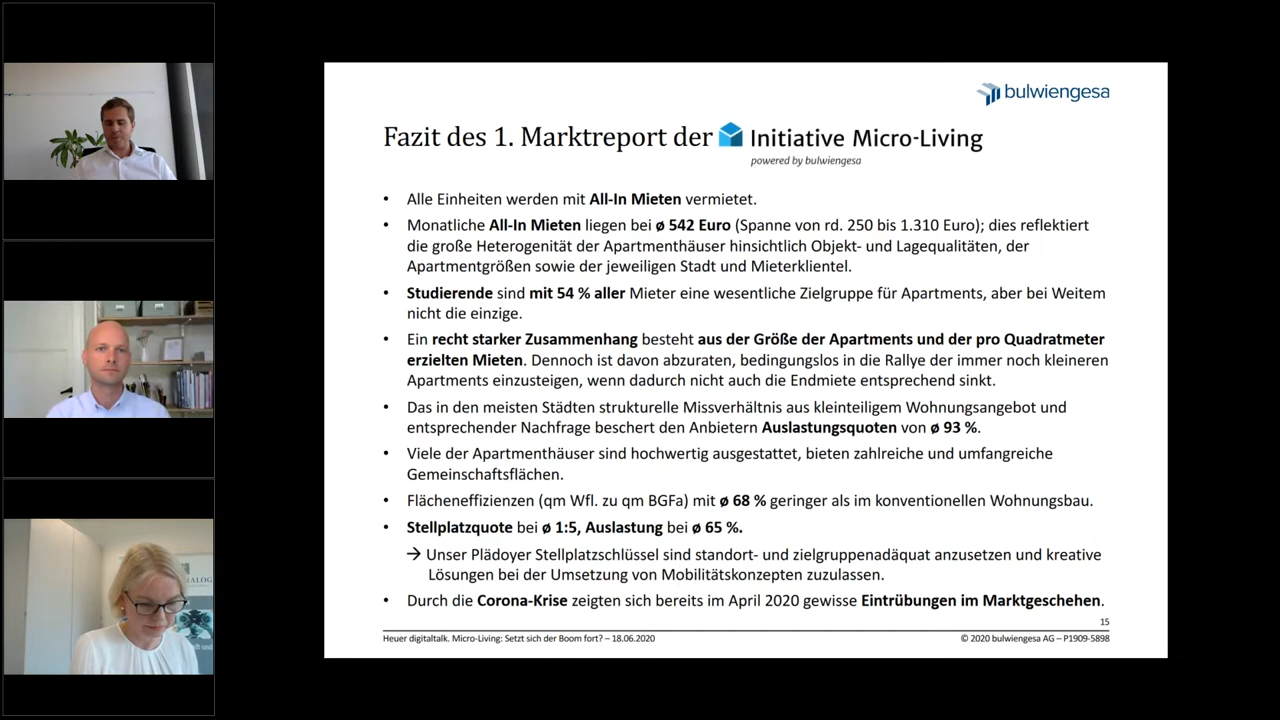 bulwiengesa
Fazit des 1. Marktreport der Initiative Micro-Living
powered by bulwiengesa
• Alle Einheiten werden mit All-In Mieten vermietet.
• Monatliche All-In Mieten liegen bei ø 542 Euro (Spanne von rd. 250 bis 1.310 Euro); dies reflektiert
die große Heterogenität der Apartmenthäuser hinsichtlich Objekt- und Lagequalitäten, der
Apartmentgrößen sowie der jeweiligen Stadt und Mieterklientel.
• Studierende sind mit 54 % aller Mieter eine wesentliche Zielgruppe für Apartments, aber bei Weitem
nicht die einzige.
• Ein recht starker Zusammenhang besteht aus der Größe der Apartments und der pro Quadratmeter
erzielten Mieten. Dennoch ist davon abzuraten, bedingungslos in die Rallye der immer noch kleineren
Apartments einzusteigen, wenn dadurch nicht auch die Endmiete entsprechend sinkt.
• Das in den meisten Städten strukturelle Missverhältnis aus kleinteiligem Wohnungsangebot und
entsprechender Nachfrage beschert den Anbietern Auslastungsquoten von ø 93 %.
• Viele der Apartmenthäuser sind hochwertig ausgestattet, bieten zahlreiche und umfangreiche
Gemeinschaftsflächen.
• Flächeneffizienzen (qm Wfl. zu qm BGFa) mit ø 68 % geringer als im konventionellen Wohnungsbau.
• Stellplatzquote bei ø 1:5, Auslastung bei ø 65 %.
→ Unser Plädoyer Stellplatzschlüssel sind standort- und zielgruppenadäquat anzusetzen und kreative
Lösungen bei der Umsetzung von Mobilitätskonzepten zuzulassen.
• Durch die Corona-Krise zeigten sich bereits im April 2020 gewisse Eintrübungen im Marktgeschehen.
15
Heuer digitaltalk. Micro-Living: Setzt sich der Boom fort? – 18.06.2020
© 2020 bulwiengesa AG – P1909-5898